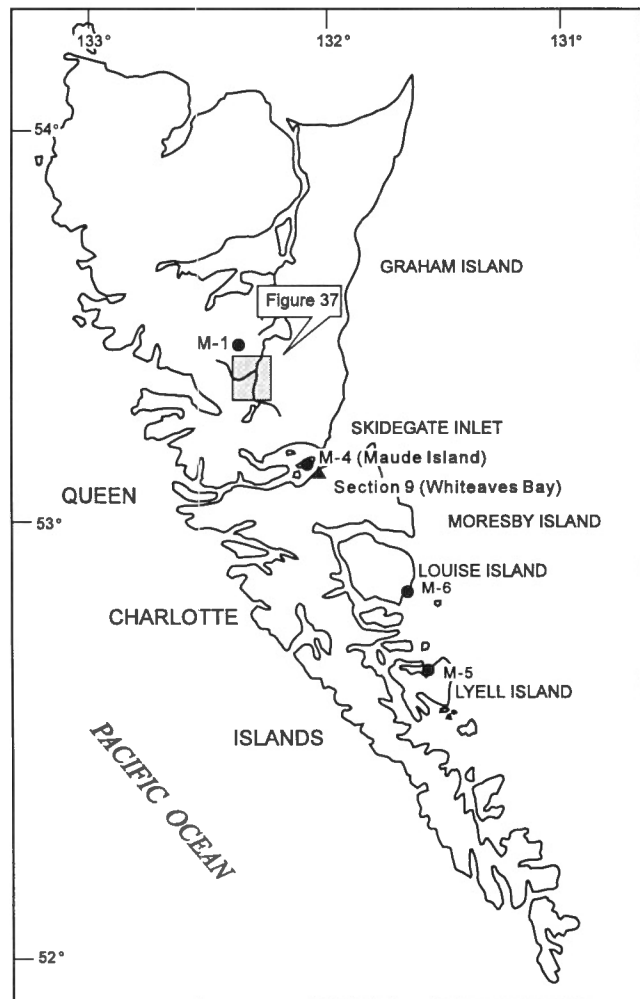 133°
132°
131°
54°
GRAHAM ISLAND
Figure 37
M-1
SKIDEGATE INLET
M-4 (Maude Island)
Section 9 (Whiteaves Bay)
QUEEN
53°
MORESBY ISLAND
LOUISE ISLAND
M-6
CHARLOTTE
M-5
LYELL ISLAND
ISLANDS
PACIFIC OCEAN
52°